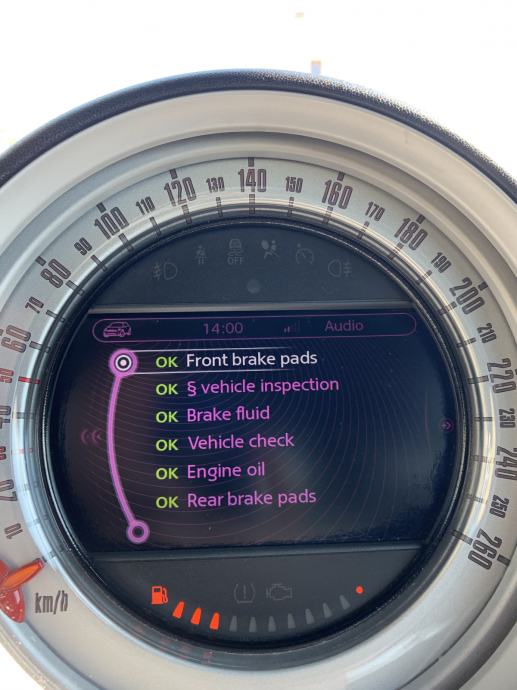 10
20
30
40
50
60
70
80
90
100
110
120
130
140
150
160
170
180
190
200
210
220
230
240
250
260
km/h
OFF
14:00 Audio
OK Front brake pads
OK § vehicle inspection
OK Brake fluid
OK Vehicle check
OK Engine oil
OK Rear brake pads